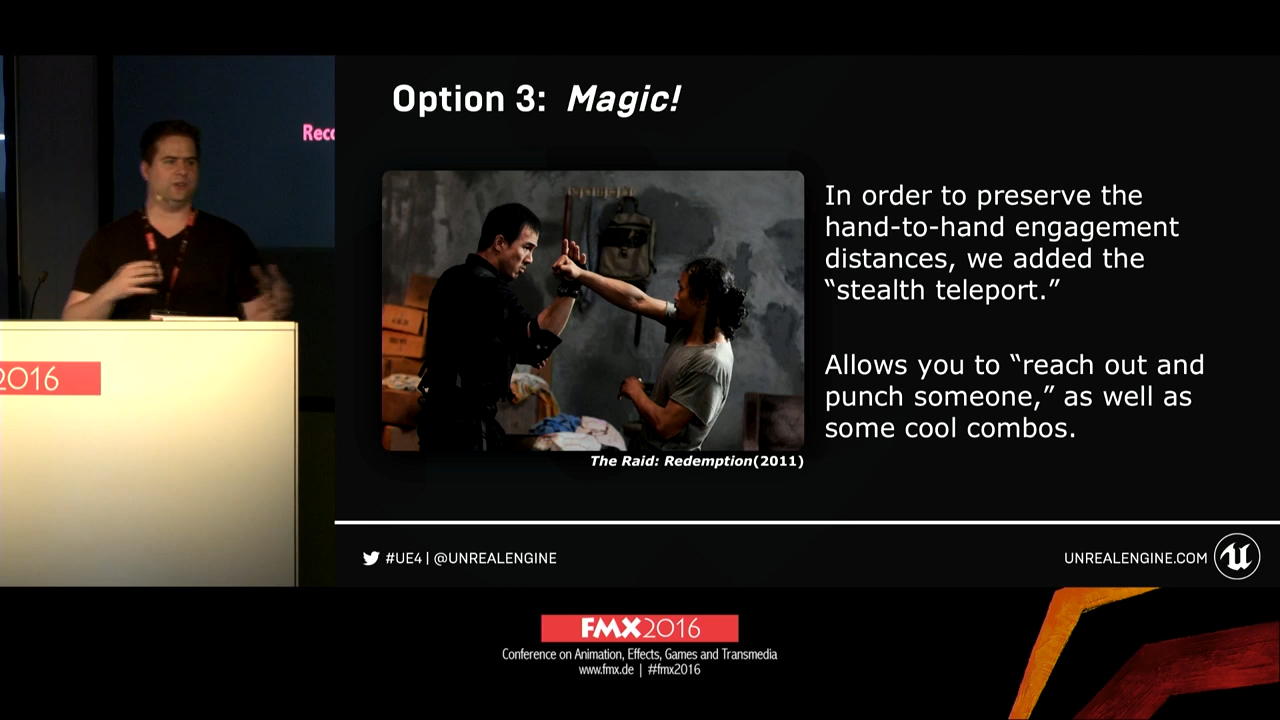 Option 3: Magic!
In order to preserve the
hand-to-hand engagement
distances, we added the
“stealth teleport.”
Allows you to “reach out and
punch someone,” as well as
some cool combos.
The Raid: Redemption(2011)
#UE4 | @UNREALENGINE
UNREALENGINE.COM
2016
FMX2016
Conference on Animation, Effects, Games and Transmedia
www.fmx.de | #fmx2016